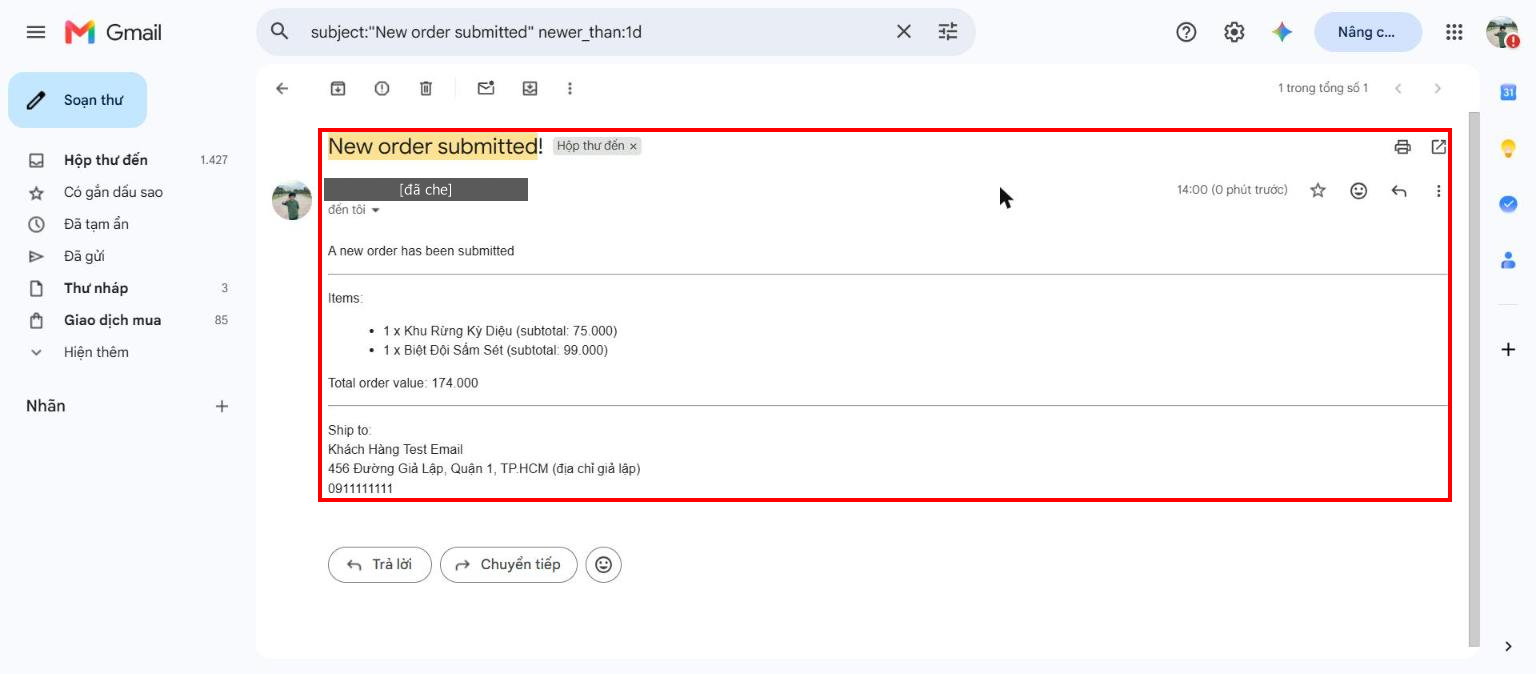 Gmail
subject:"New order submitted" newer_than:1d
Nâng c...
Soạn thư
1 trong tổng số 1
31
Hộp thư đến 1.427
Có gắn dấu sao
Đã tạm ẩn
Đã gửi
Thư nháp 3
Giao dịch mua 85
Hiện thêm
Nhãn
New order submitted! Hộp thư đến ×
[đã che]
14:00 (0 phút trước)
đến tôi
A new order has been submitted
Items:
• 1 x Khu Rừng Kỳ Diệu (subtotal: 75.000)
• 1 x Biệt Đội Sấm Sét (subtotal: 99.000)
Total order value: 174.000
Ship to:
Khách Hàng Test Email
456 Đường Giả Lập, Quận 1, TP.HCM (địa chỉ giả lập)
0911111111
Trả lời
Chuyển tiếp